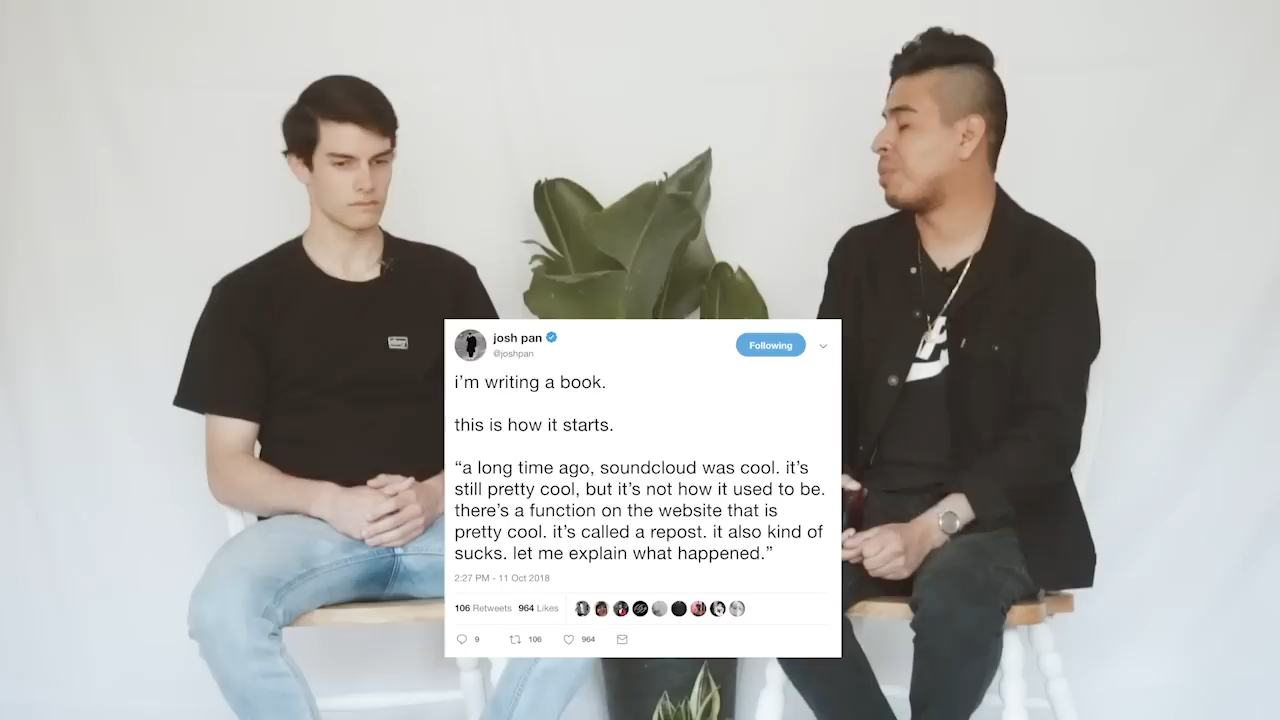 josh pan
@joshpan
Following
i’m writing a book.
this is how it starts.
“a long time ago, soundcloud was cool. it’s
still pretty cool, but it’s not how it used to be.
there’s a function on the website that is
pretty cool. it’s called a repost. it also kind of
sucks. let me explain what happened.”
2:27 PM - 11 Oct 2018
106 Retweets 964 Likes
9 106 964